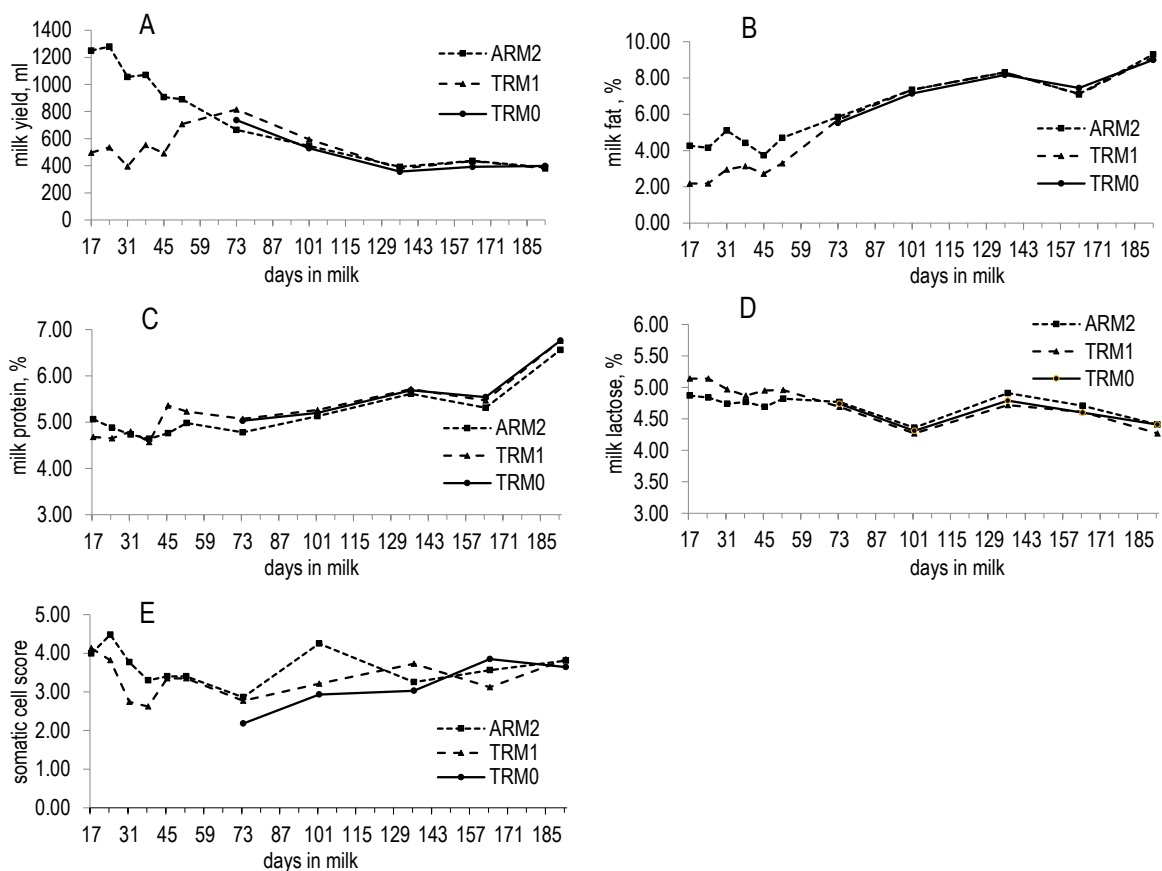 A
milk yield, ml
1400
1200
1000
800
600
400
200
0
ARM2
TRM1
TRM0
17 31 45 59 73 87 101 115 129 143 157 171 185
days in milk
B
milk fat , %
10.00
8.00
6.00
4.00
2.00
0.00
ARM2
TRM1
TRM0
17 31 45 59 73 87 101 115 129 143 157 171 185
days in milk
C
milk protein, %
7.00
6.00
5.00
4.00
3.00
ARM2
TRM1
TRM0
17 31 45 59 73 87 101 115 129 143 157 171 185
days in milk
D
milk lactose, %
6.00
5.50
5.00
4.50
4.00
3.50
3.00
ARM2
TRM1
TRM0
17 31 45 59 73 87 101 115 129 143 157 171 185
days in milk
E
somatic cell score
5.00
4.00
3.00
2.00
1.00
0.00
ARM2
TRM1
TRM0
17 31 45 59 73 87 101 115 129 143 157 171 185
days in milk